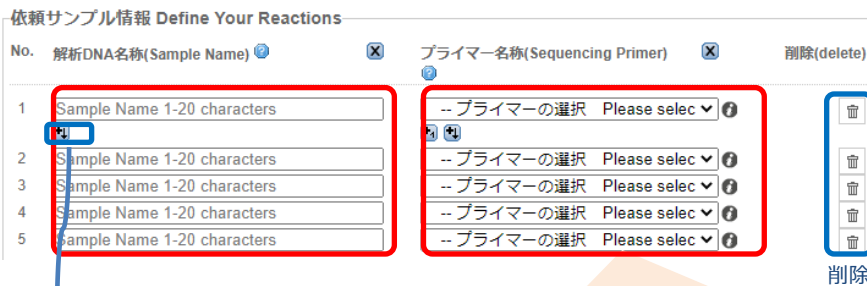 依頼サンプル情報 Define Your Reactions
No. 解析DNA名称(Sample Name) プライマー名称(Sequencing Primer) 削除(delete)
1 Sample Name 1-20 characters -- プライマーの選択 Please selec
2 Sample Name 1-20 characters -- プライマーの選択 Please selec
3 Sample Name 1-20 characters -- プライマーの選択 Please selec
4 Sample Name 1-20 characters -- プライマーの選択 Please selec
5 Sample Name 1-20 characters -- プライマーの選択 Please selec
削除